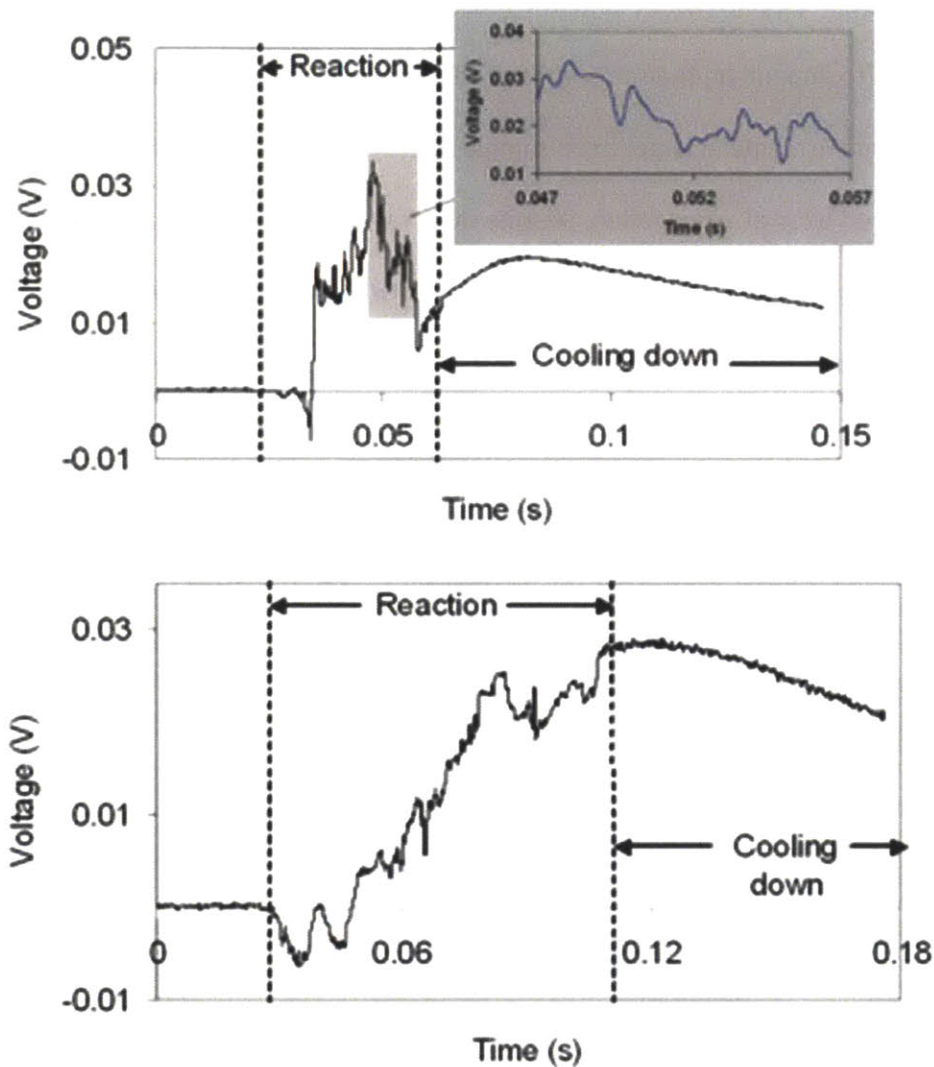 0.05
Reaction
0.03
Voltage (V)
0.01
Cooling down
0
0.05
0.1
0.15
-0.01
Time (s)
0.04
0.03
0.02
0.01
Voltage (V)
0.047
0.052
0.057
Time (s)
Reaction
0.03
Voltage (V)
0.01
Cooling
down
0
0.06
0.12
0.18
-0.01
Time (s)